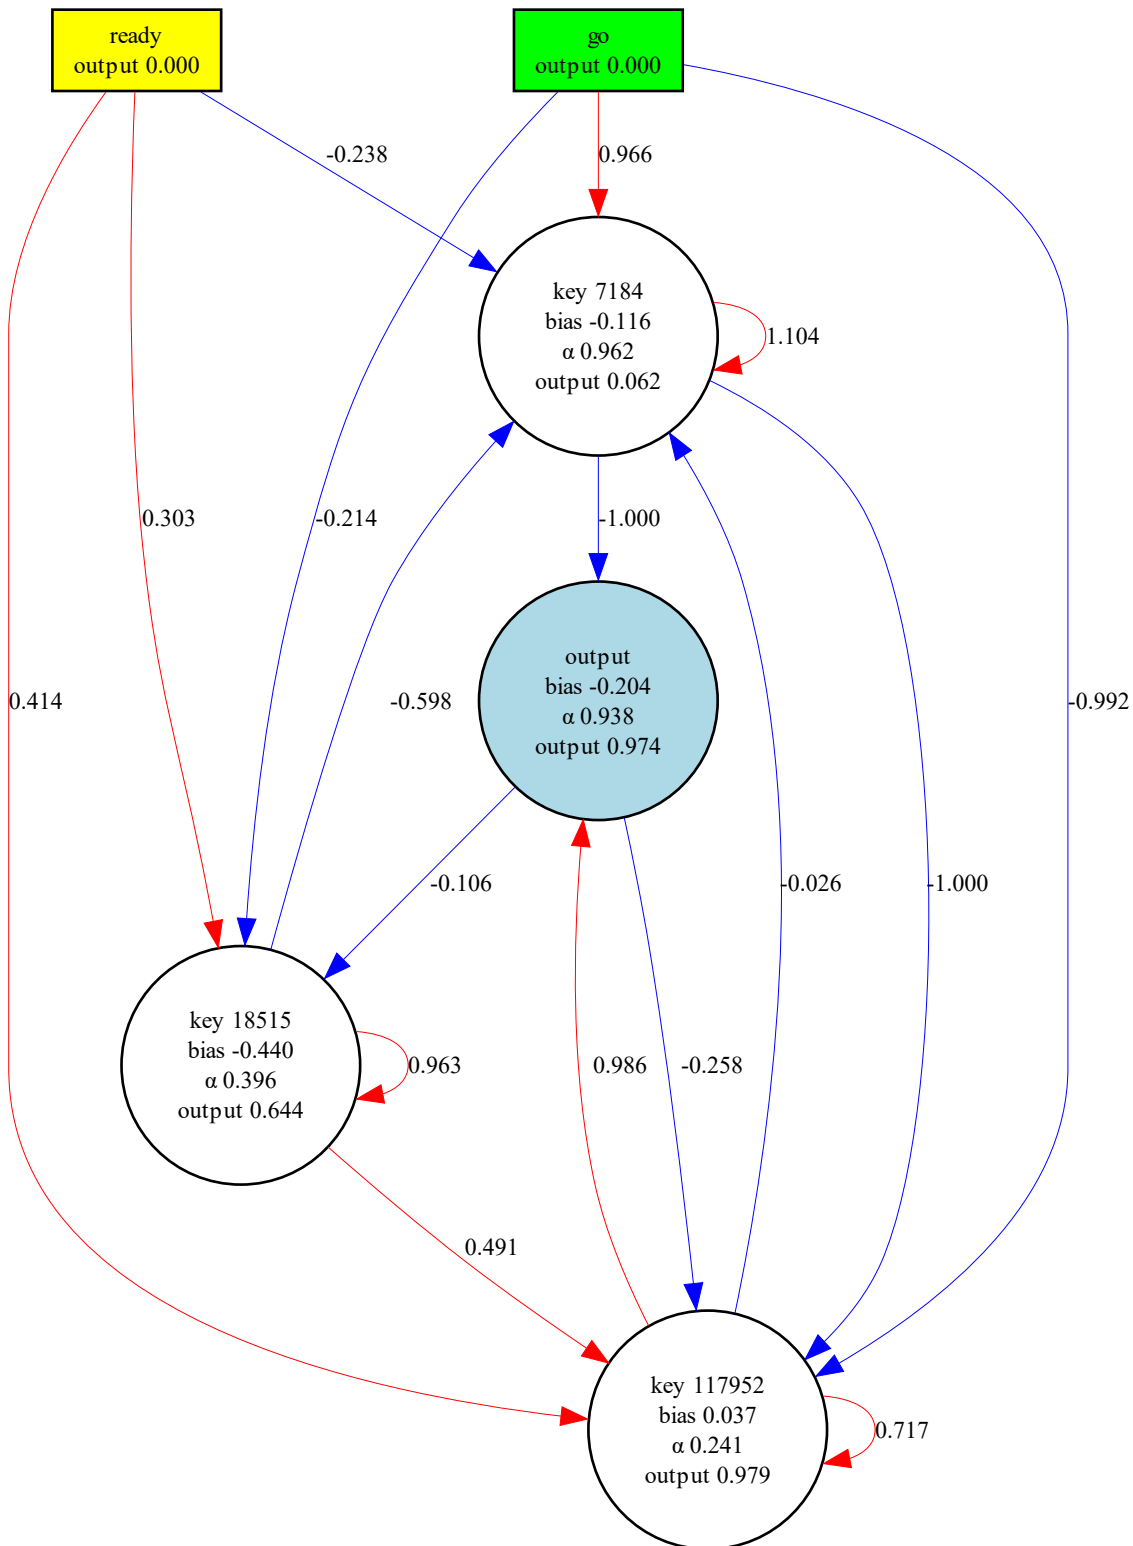 ready
output 0.000
go
output 0.000
-0.238
0.966
key 7184
bias -0.116
α 0.962
output 0.062
1.104
0.303
-0.214
-1.000
output
bias -0.204
α 0.938
output 0.974
0.414
-0.598
-0.992
-0.106
-0.026
-1.000
key 18515
bias -0.440
α 0.396
output 0.644
0.963
0.986
-0.258
0.491
key 117952
bias 0.037
α 0.241
output 0.979
0.717